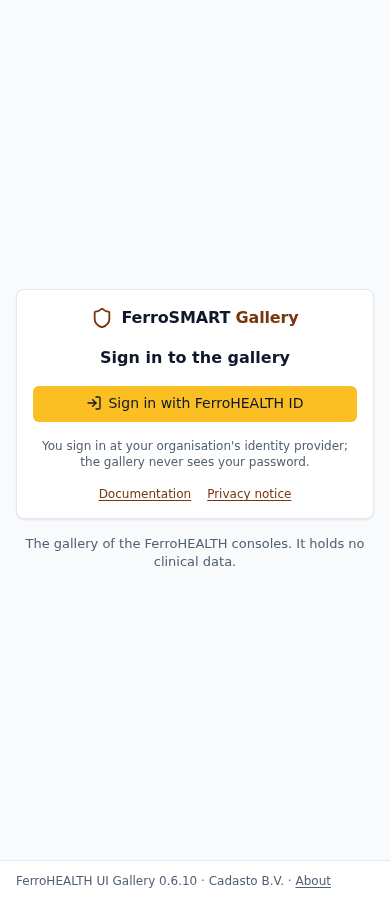 FerroSMART Gallery
Sign in to the gallery
Sign in with FerroHEALTH ID
You sign in at your organisation's identity provider;
the gallery never sees your password.
Documentation Privacy notice
The gallery of the FerroHEALTH consoles. It holds no
clinical data.
FerroHEALTH UI Gallery 0.6.10 · Cadasto B.V. · About